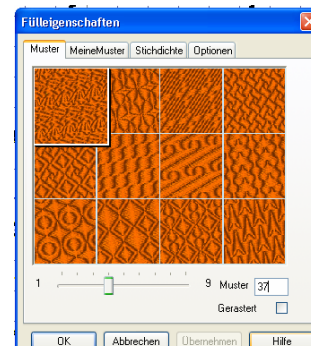 Fülleigenschaften
Muster MeineMuster Stichdichte Optionen
1 9 Muster 37
Gerastert
OK Abbrechen Übernehmen Hilfe